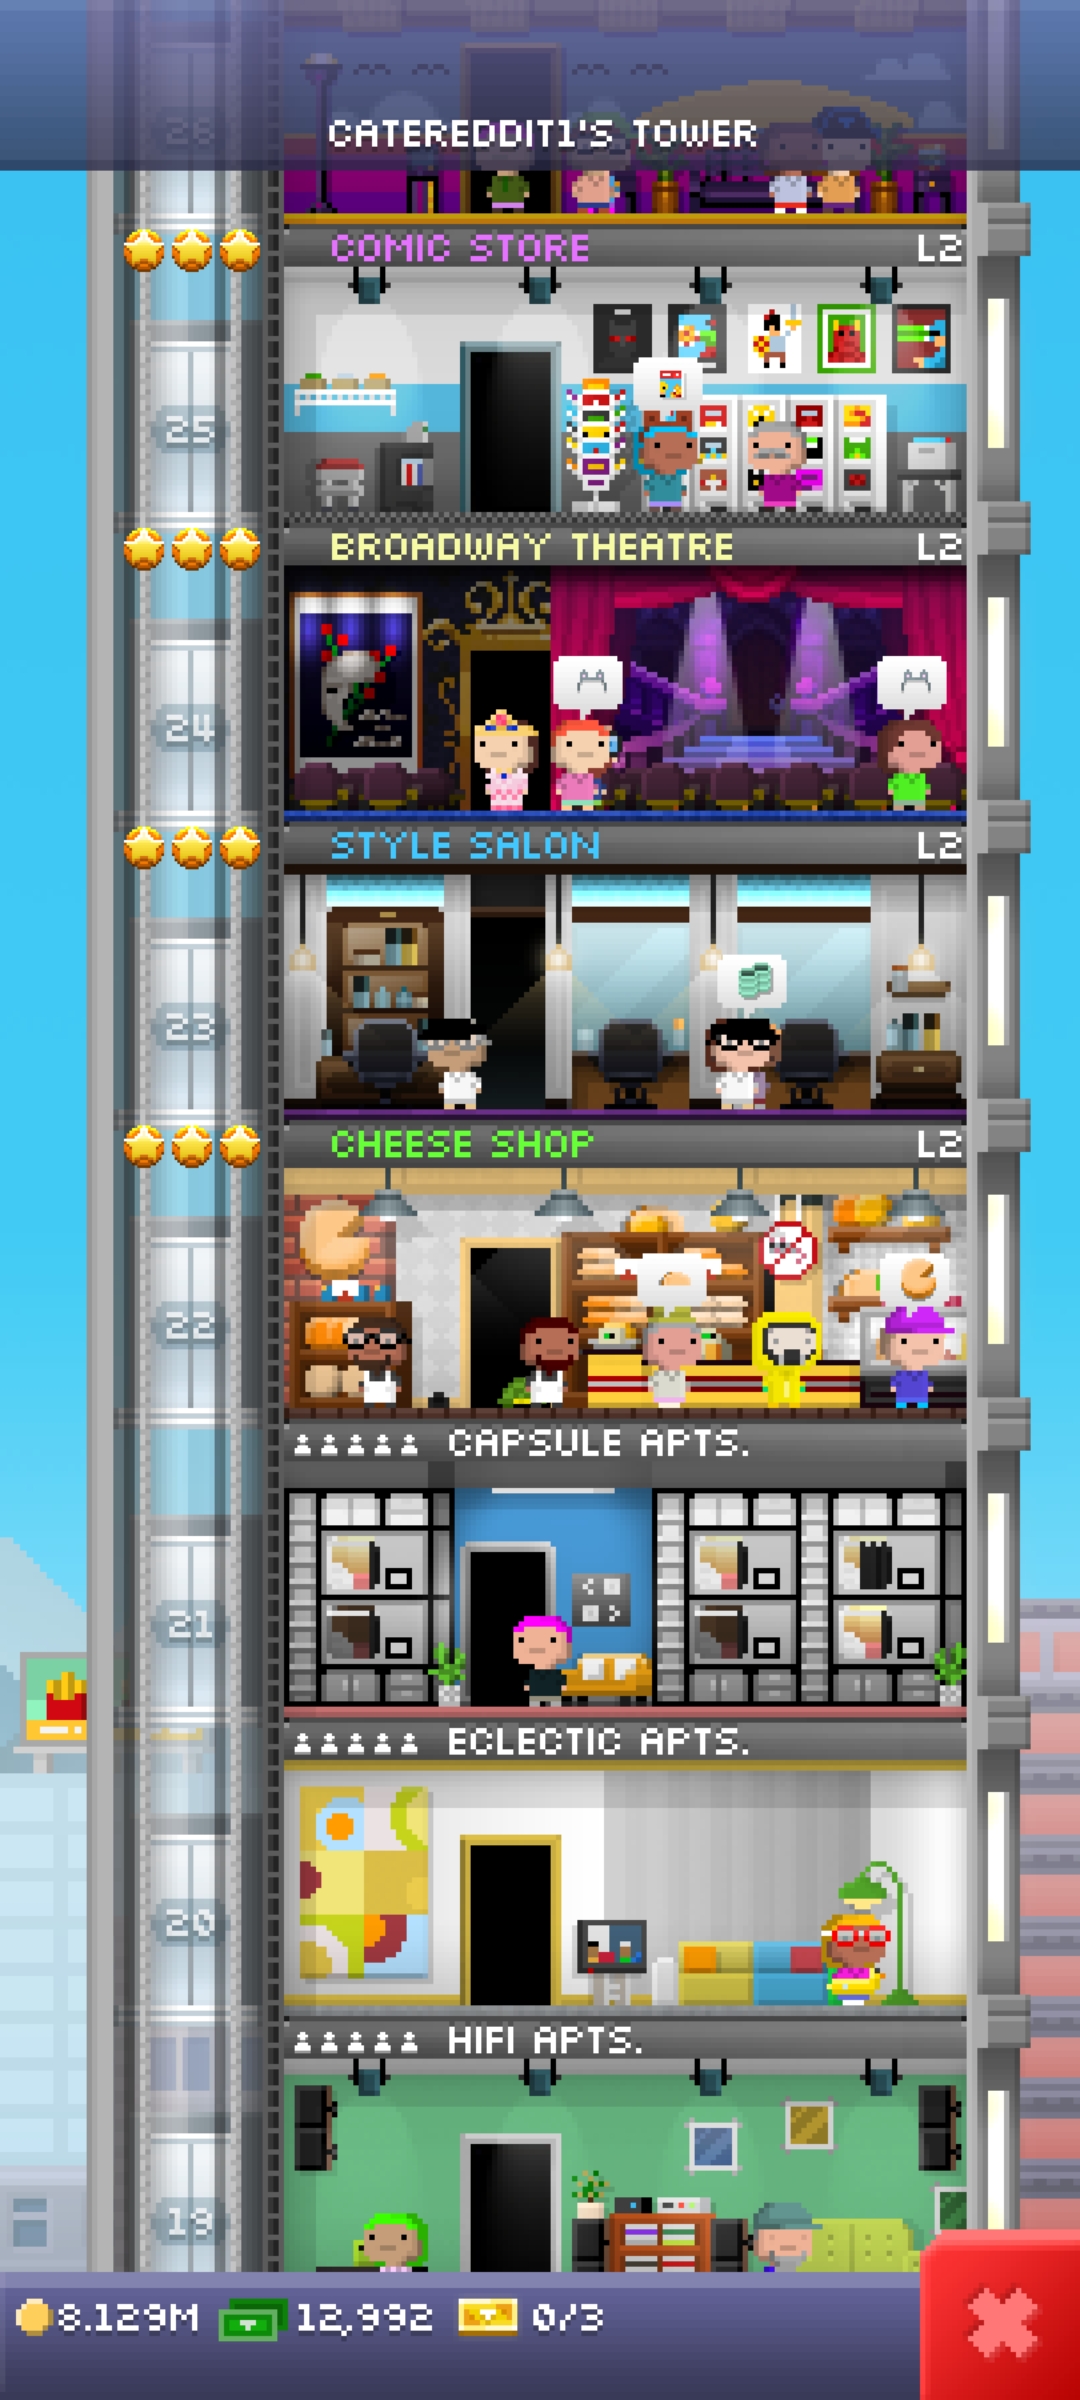 CATEREDDIT1'S TOWER
COMIC STORE L2
25
BROADWAY THEATRE L2
24
STYLE SALON L2
23
CHEESE SHOP L2
22
CAPSULE APTS.
21
ECLECTIC APTS.
20
HIFI APTS.
19
8.129M 12,992 0/3